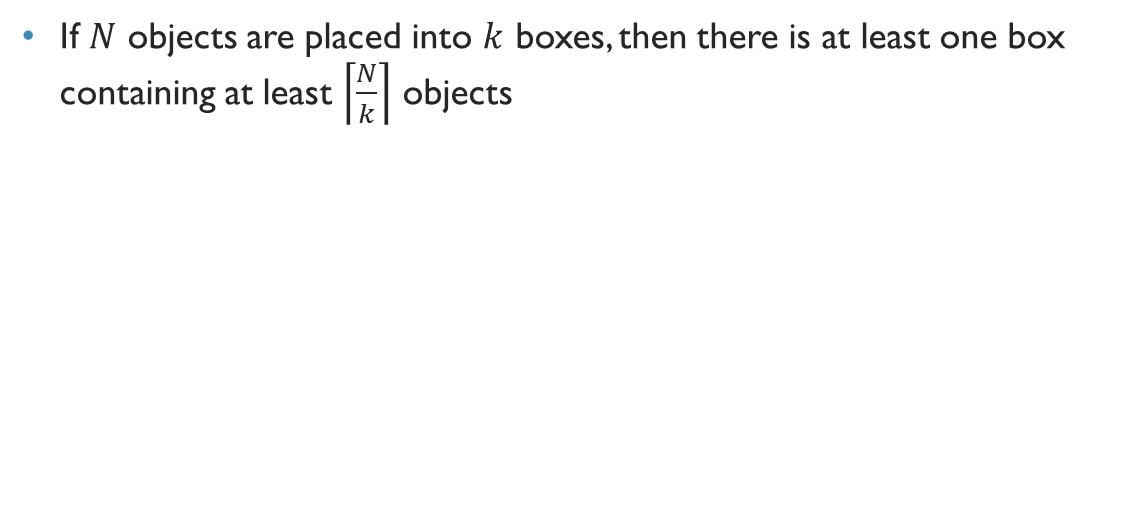 • If N objects are placed into k boxes, then there is at least one box
containing at least ⌈N/k⌉ objects